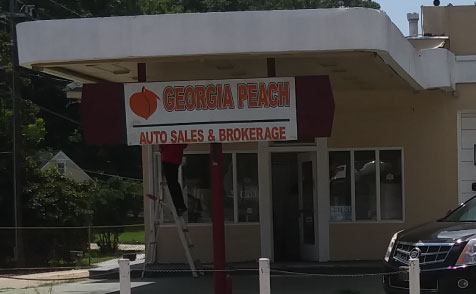 GEORGIA PEACH
AUTO SALES & BROKERAGE